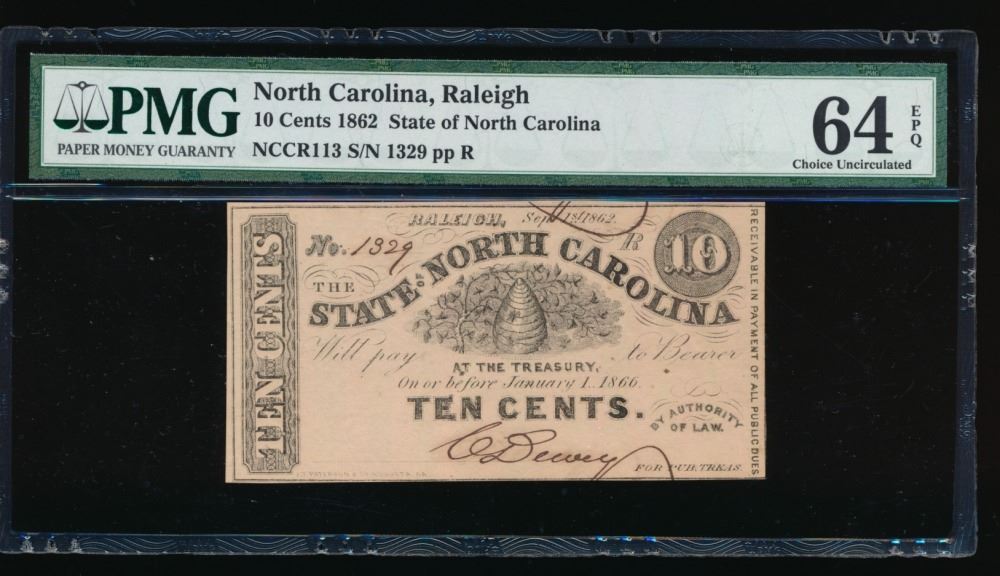 PMG
PAPER MONEY GUARANTY
North Carolina, Raleigh
10 Cents 1862 State of North Carolina
NCCR113 S/N 1329 pp R
64 EPQ
Choice Uncirculated
RALEIGH, Sept. 1st 1862
No. 1329
R
10
THE
STATE OF NORTH CAROLINA
Will pay to Bearer
AT THE TREASURY,
On or before January 1. 1866.
TEN CENTS.
BY AUTHORITY
OF LAW.
C Dewey
FOR PUB. TREAS.
TEN CENTS
RECEIVABLE IN PAYMENT OF ALL PUBLIC DUES